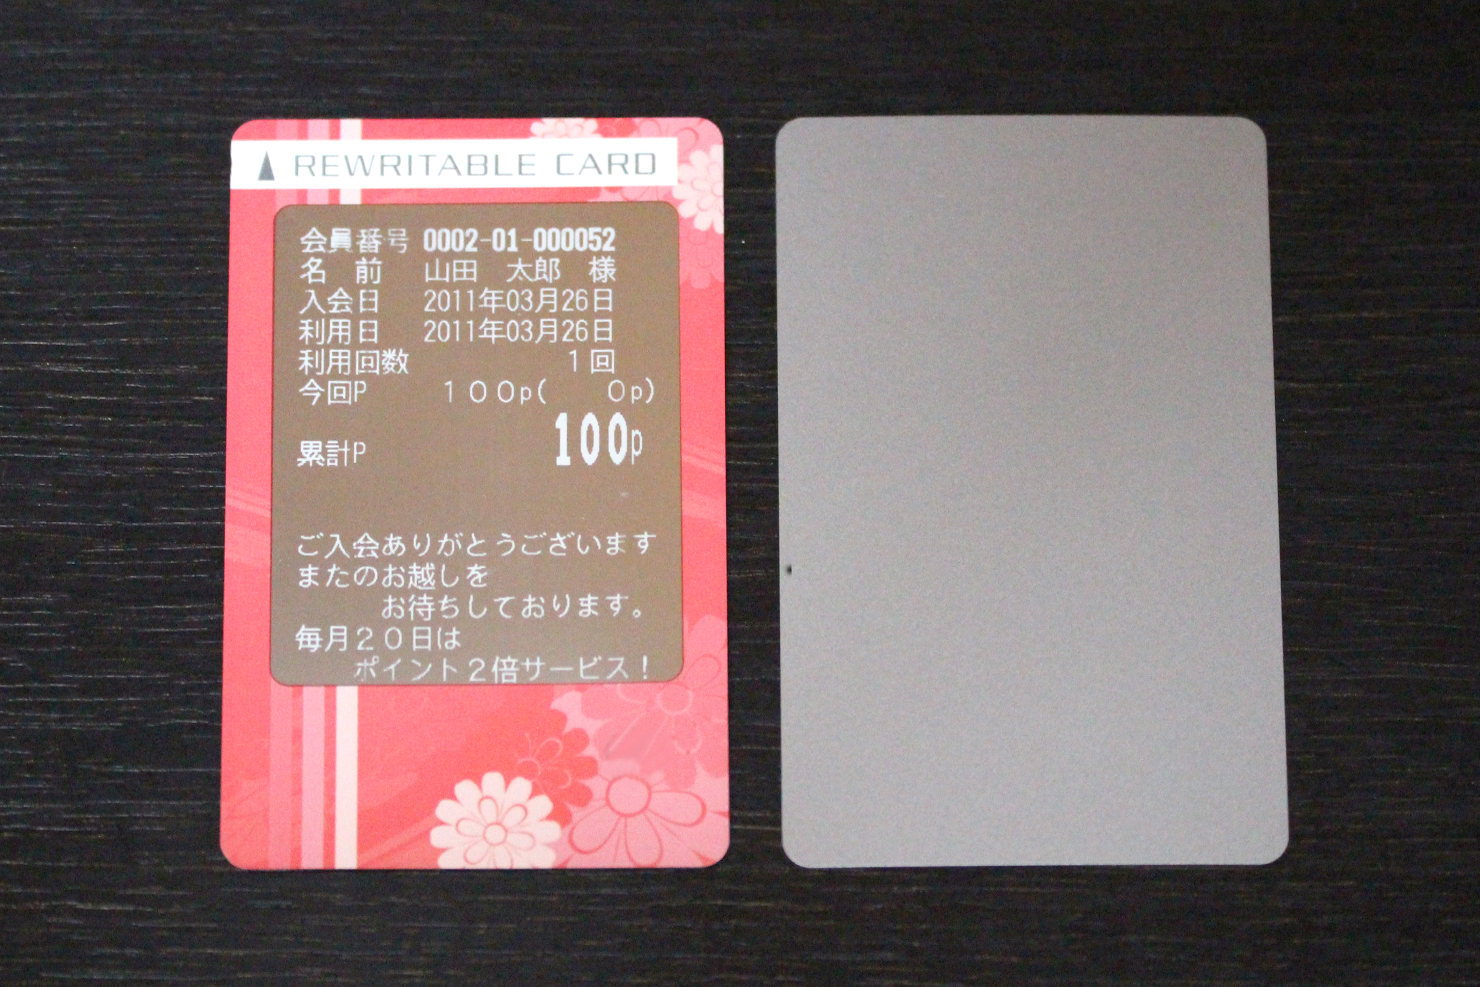 ▲ REWRITABLE CARD
会員番号 0002-01-000052
名　前　山田　太郎　様
入会日　2011年03月26日
利用日　2011年03月26日
利用回数　１回
今回P　１００p(　０p)
累計P　100p
ご入会ありがとうございます
またのお越しを
お待ちしております。
毎月２０日は
ポイント２倍サービス！